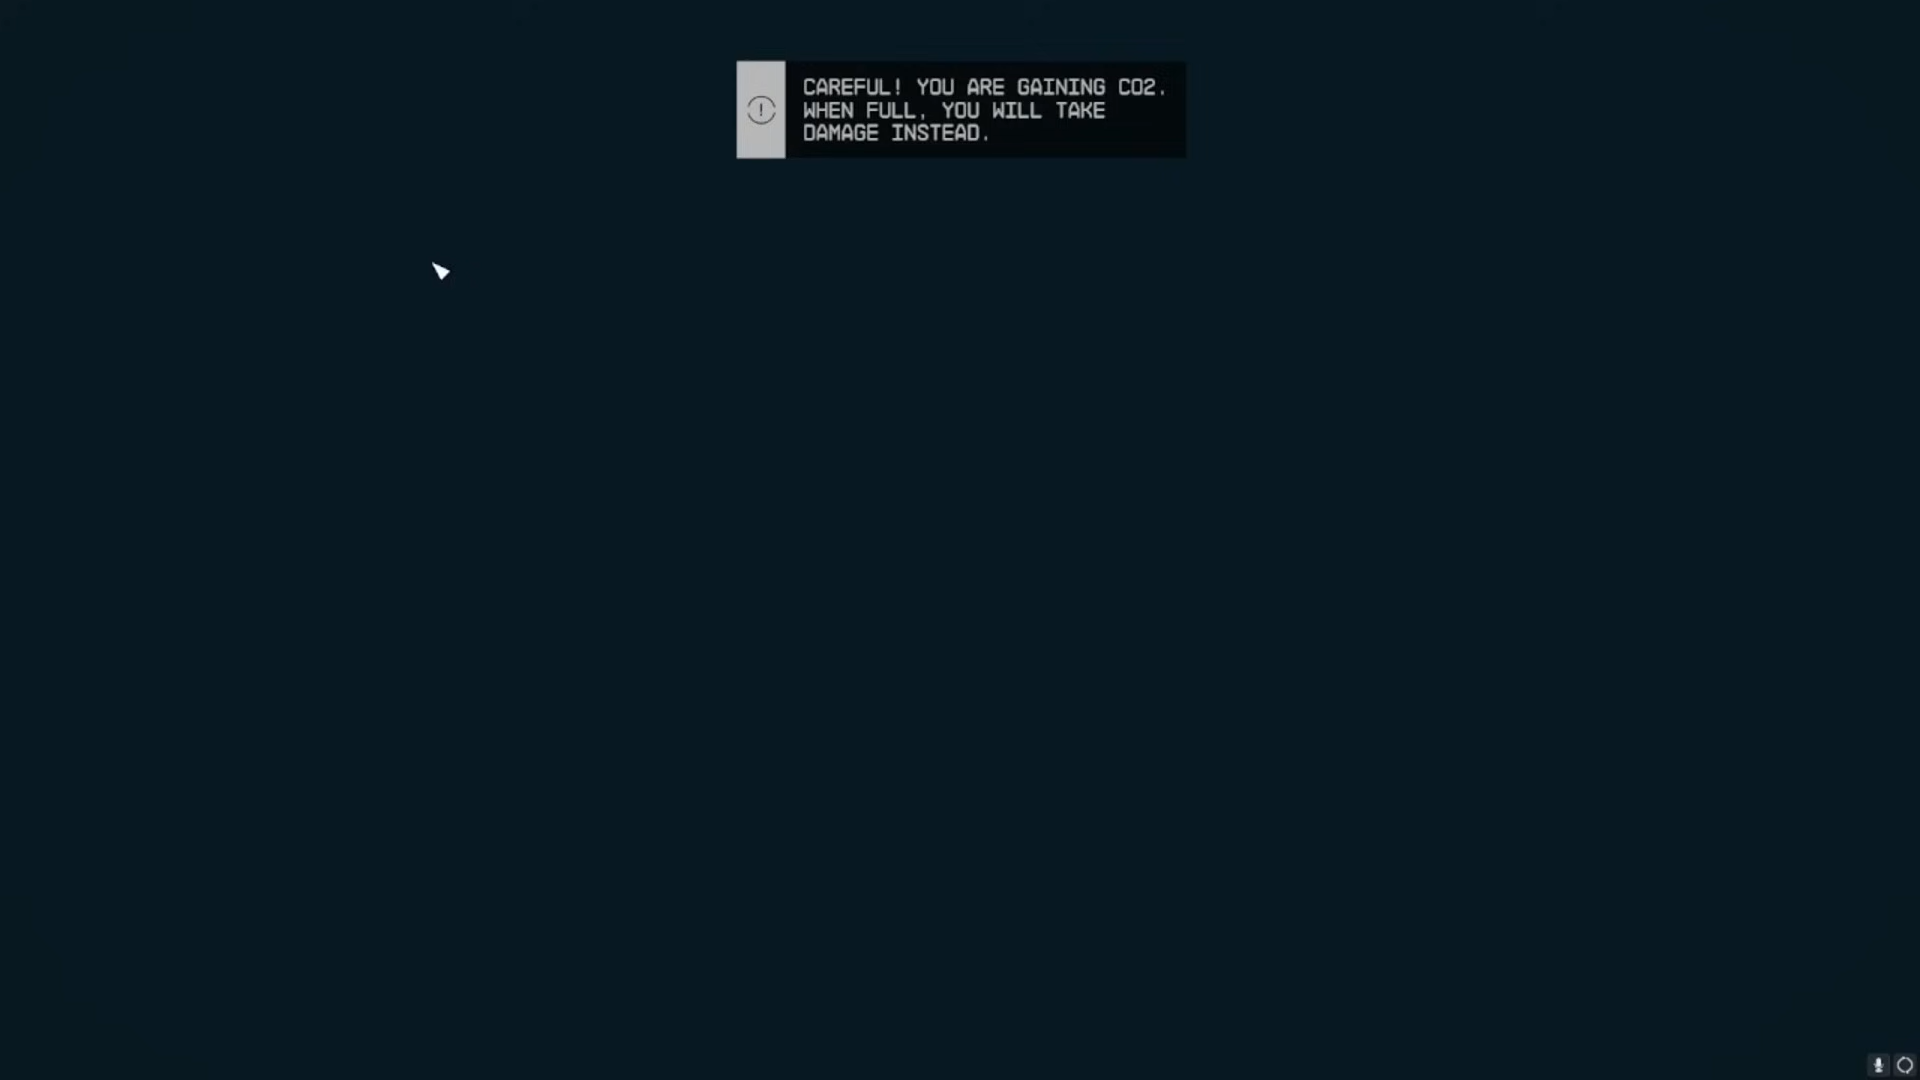 CAREFUL! YOU ARE GAINING CO2.
WHEN FULL, YOU WILL TAKE
DAMAGE INSTEAD.